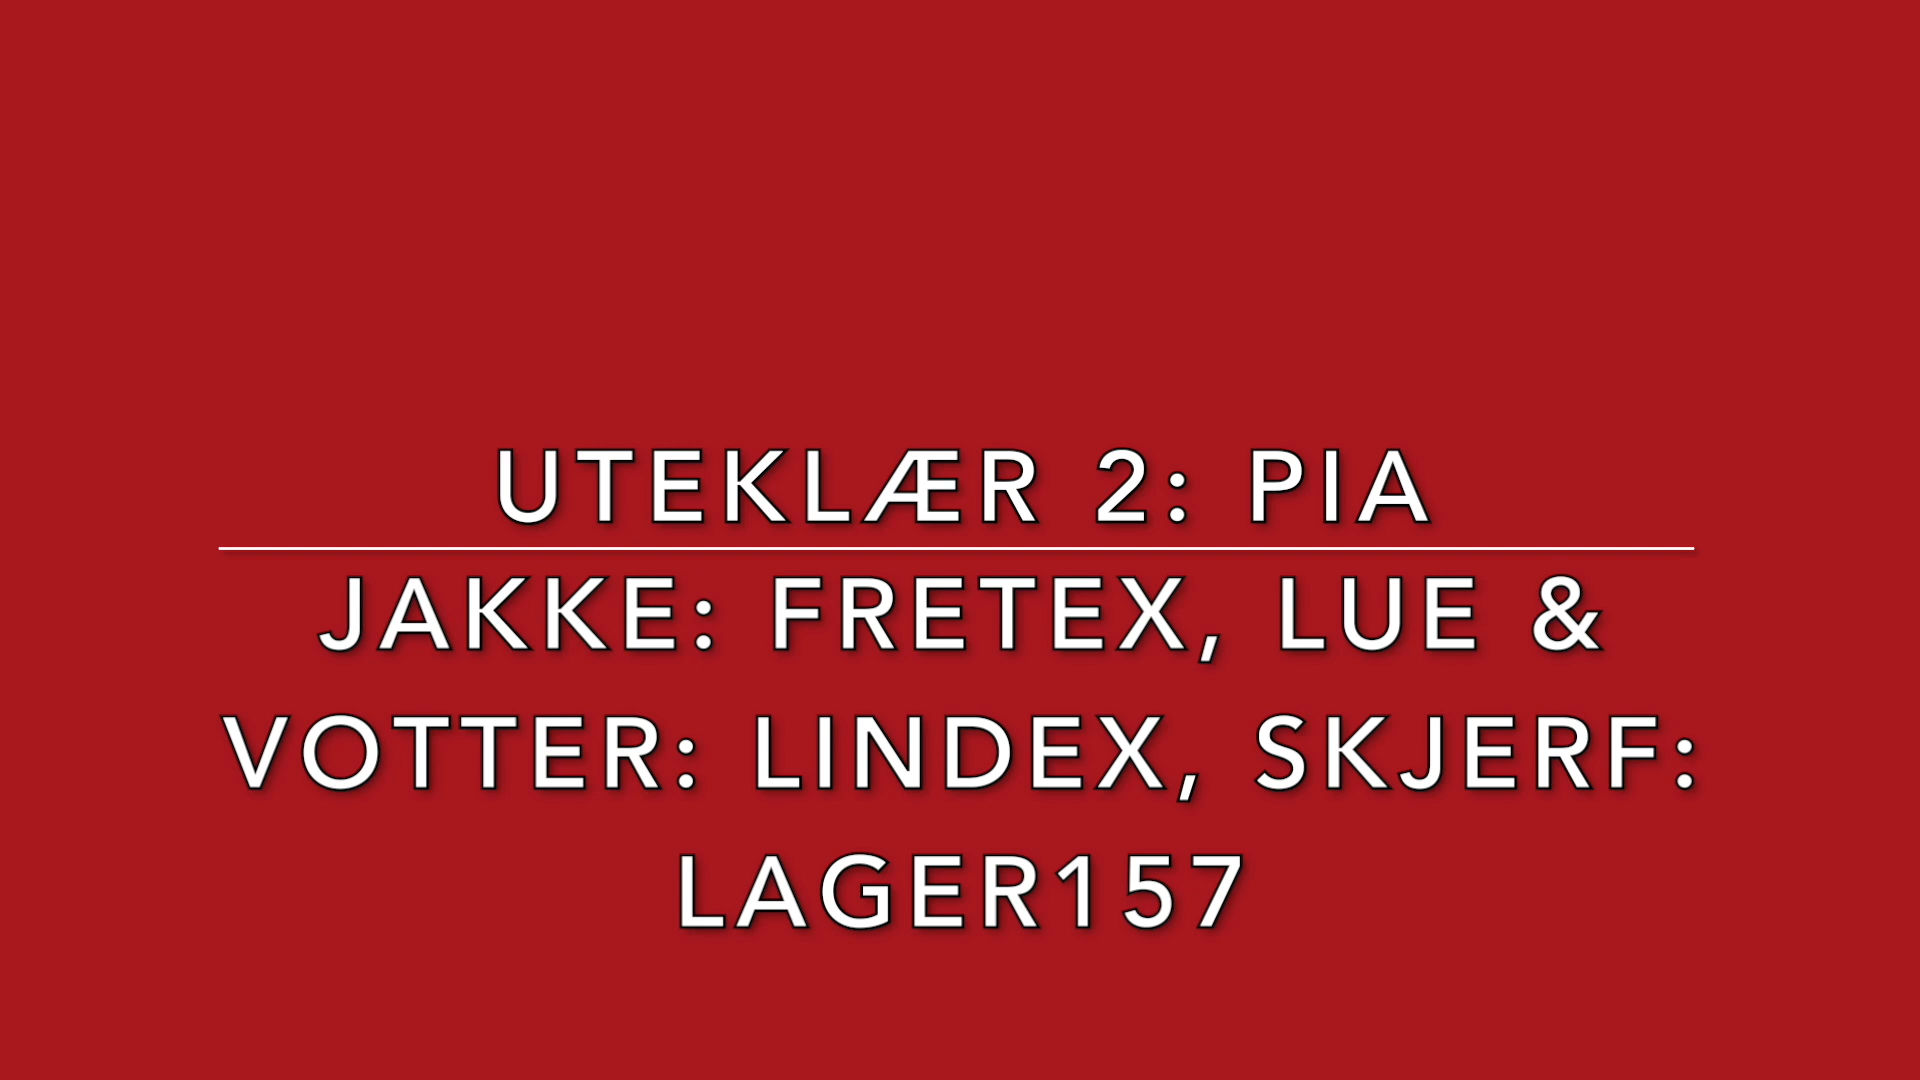 UTEKLÆR 2: PIA
JAKKE: FRETEX, LUE &
VOTTER: LINDEX, SKJERF:
LAGER157